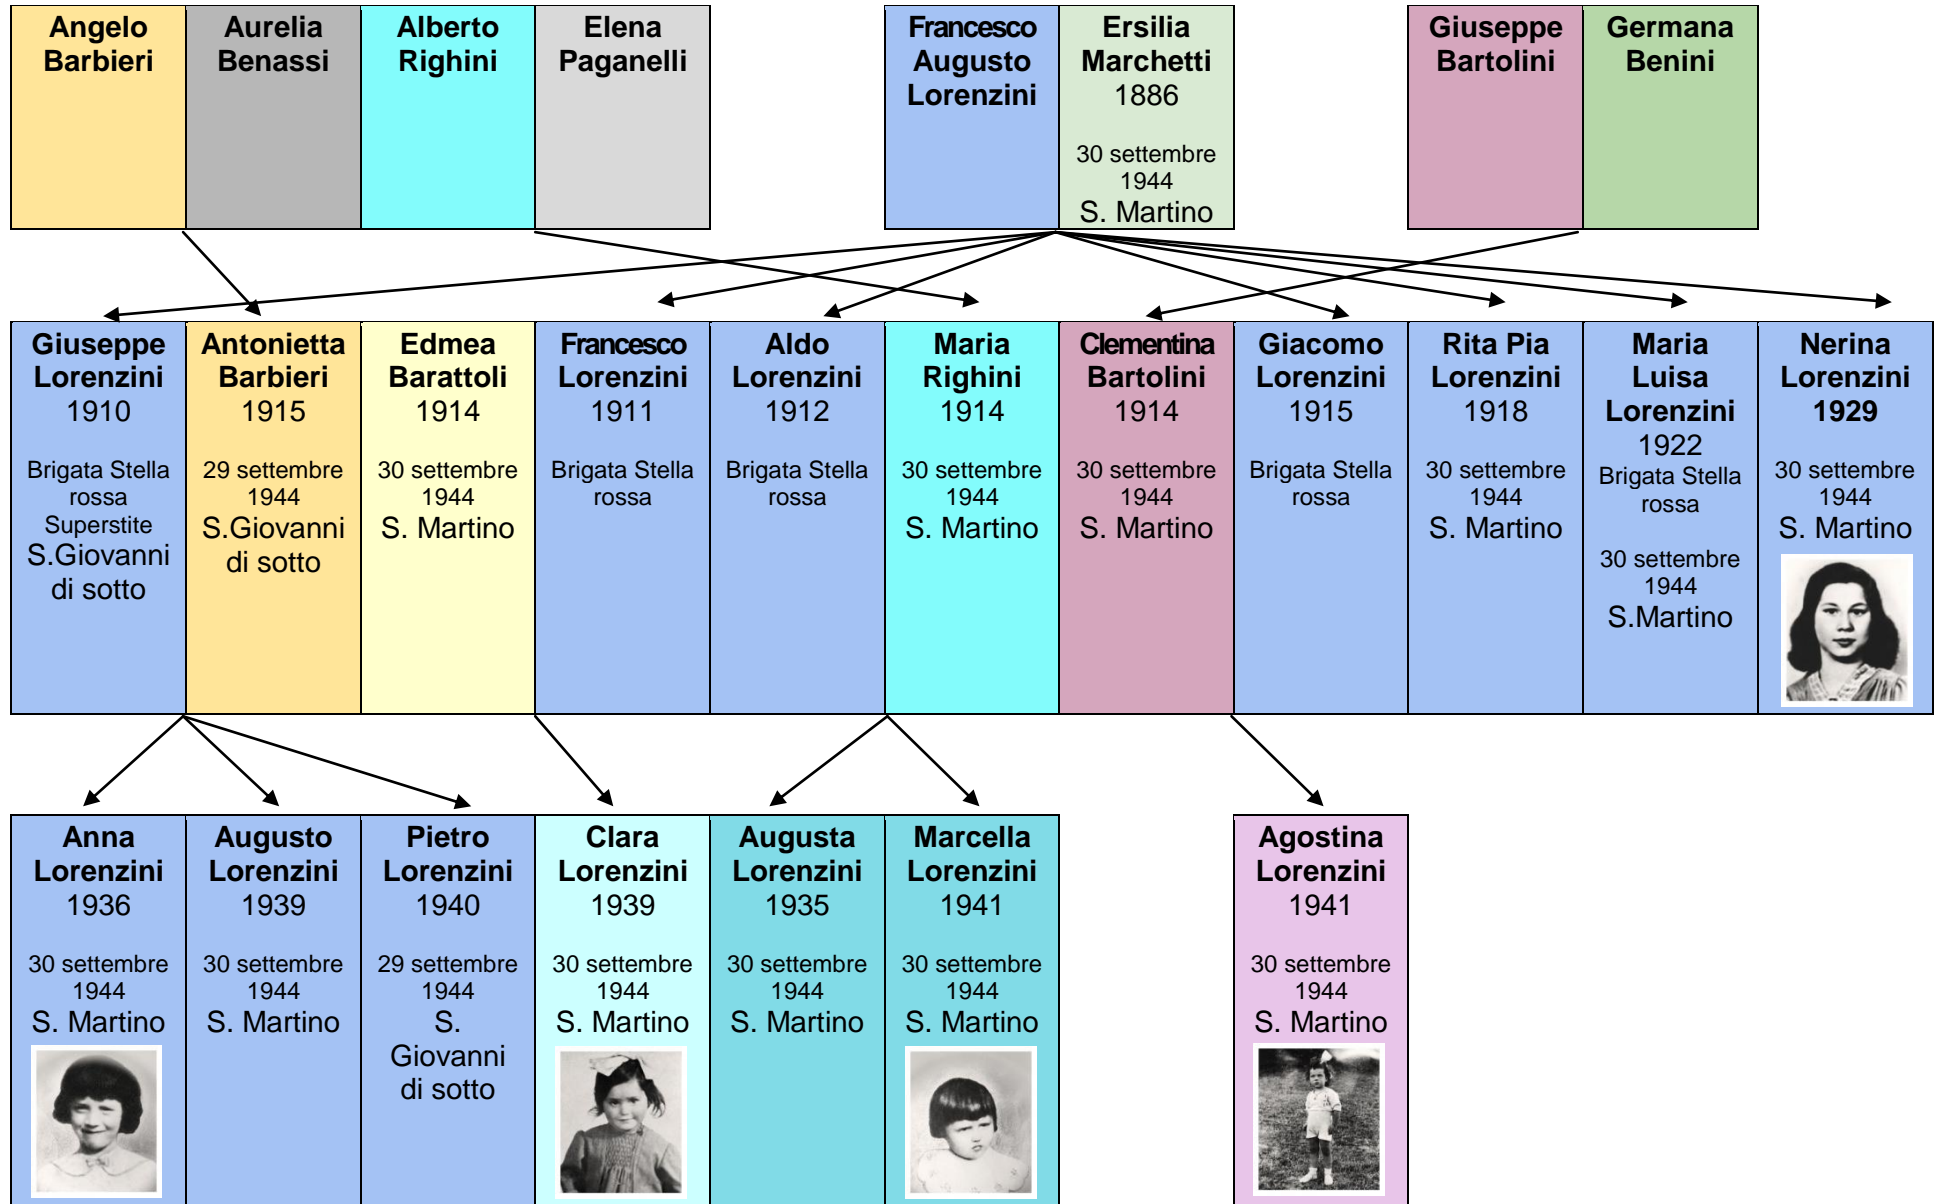 Angelo
Barbieri
Aurelia
Benassi
Alberto
Righini
Elena
Paganelli
Francesco
Augusto
Lorenzini
Ersilia
Marchetti
1886
30 settembre
1944
S. Martino
Giuseppe
Bartolini
Germana
Benini
Giuseppe
Lorenzini
1910
Brigata Stella
rossa
Superstite
S.Giovanni
di sotto
Antonietta
Barbieri
1915
29 settembre
1944
S.Giovanni
di sotto
Edmea
Barattoli
1914
30 settembre
1944
S. Martino
Francesco
Lorenzini
1911
Brigata Stella
rossa
Aldo
Lorenzini
1912
Brigata Stella
rossa
Maria
Righini
1914
30 settembre
1944
S. Martino
Clementina
Bartolini
1914
30 settembre
1944
S. Martino
Giacomo
Lorenzini
1915
Brigata Stella
rossa
Rita Pia
Lorenzini
1918
30 settembre
1944
S. Martino
Maria
Luisa
Lorenzini
1922
Brigata Stella
rossa
30 settembre
1944
S.Martino
Nerina
Lorenzini
1929
30 settembre
1944
S. Martino
Anna
Lorenzini
1936
30 settembre
1944
S. Martino
Augusto
Lorenzini
1939
30 settembre
1944
S. Martino
Pietro
Lorenzini
1940
29 settembre
1944
S.
Giovanni
di sotto
Clara
Lorenzini
1939
30 settembre
1944
S. Martino
Augusta
Lorenzini
1935
30 settembre
1944
S. Martino
Marcella
Lorenzini
1941
30 settembre
1944
S. Martino
Agostina
Lorenzini
1941
30 settembre
1944
S. Martino